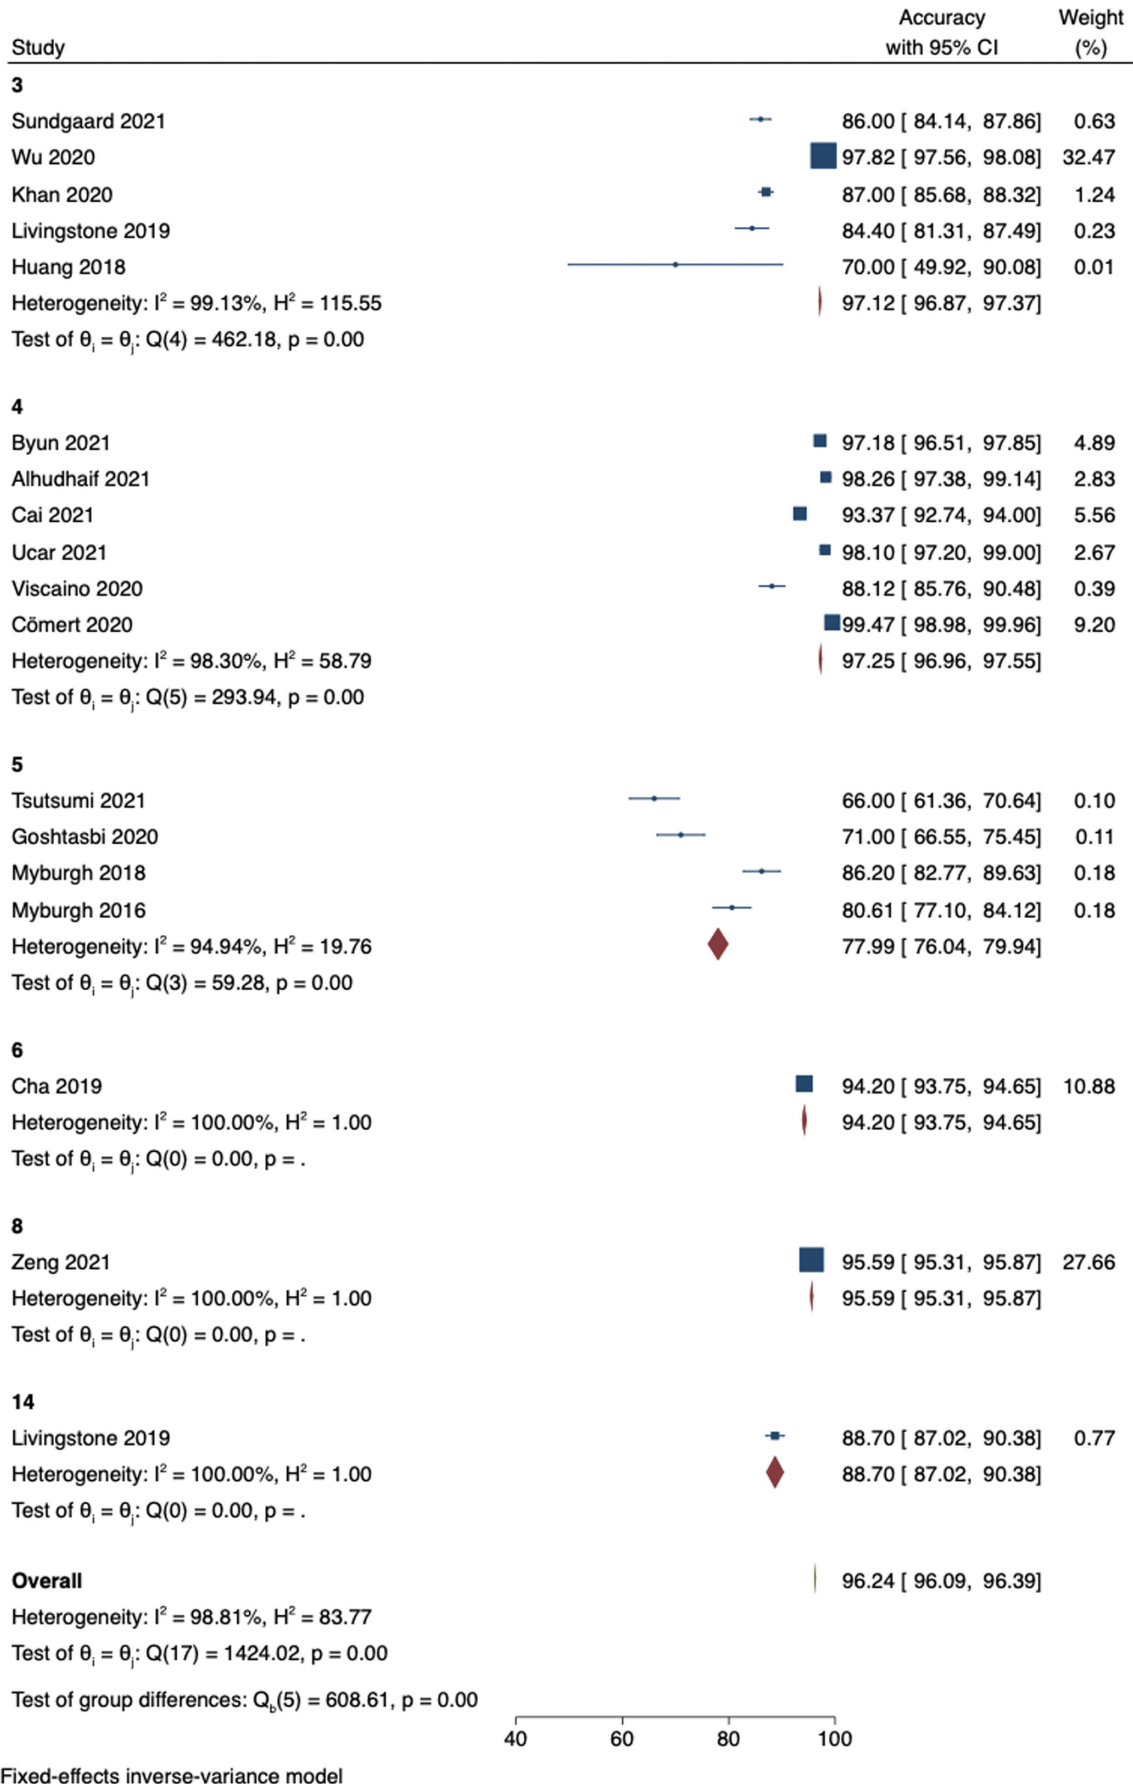 Accuracy Weight
Study with 95% CI (%)
3
Sundgaard 2021 86.00 [ 84.14, 87.86] 0.63
Wu 2020 97.82 [ 97.56, 98.08] 32.47
Khan 2020 87.00 [ 85.68, 88.32] 1.24
Livingstone 2019 84.40 [ 81.31, 87.49] 0.23
Huang 2018 70.00 [ 49.92, 90.08] 0.01
Heterogeneity: I² = 99.13%, H² = 115.55 97.12 [ 96.87, 97.37]
Test of θᵢ = θⱼ: Q(4) = 462.18, p = 0.00
4
Byun 2021 97.18 [ 96.51, 97.85] 4.89
Alhudhaif 2021 98.26 [ 97.38, 99.14] 2.83
Cai 2021 93.37 [ 92.74, 94.00] 5.56
Ucar 2021 98.10 [ 97.20, 99.00] 2.67
Viscaino 2020 88.12 [ 85.76, 90.48] 0.39
Cömert 2020 99.47 [ 98.98, 99.96] 9.20
Heterogeneity: I² = 98.30%, H² = 58.79 97.25 [ 96.96, 97.55]
Test of θᵢ = θⱼ: Q(5) = 293.94, p = 0.00
5
Tsutsumi 2021 66.00 [ 61.36, 70.64] 0.10
Goshtasbi 2020 71.00 [ 66.55, 75.45] 0.11
Myburgh 2018 86.20 [ 82.77, 89.63] 0.18
Myburgh 2016 80.61 [ 77.10, 84.12] 0.18
Heterogeneity: I² = 94.94%, H² = 19.76 77.99 [ 76.04, 79.94]
Test of θᵢ = θⱼ: Q(3) = 59.28, p = 0.00
6
Cha 2019 94.20 [ 93.75, 94.65] 10.88
Heterogeneity: I² = 100.00%, H² = 1.00 94.20 [ 93.75, 94.65]
Test of θᵢ = θⱼ: Q(0) = 0.00, p = .
8
Zeng 2021 95.59 [ 95.31, 95.87] 27.66
Heterogeneity: I² = 100.00%, H² = 1.00 95.59 [ 95.31, 95.87]
Test of θᵢ = θⱼ: Q(0) = 0.00, p = .
14
Livingstone 2019 88.70 [ 87.02, 90.38] 0.77
Heterogeneity: I² = 100.00%, H² = 1.00 88.70 [ 87.02, 90.38]
Test of θᵢ = θⱼ: Q(0) = 0.00, p = .
Overall 96.24 [ 96.09, 96.39]
Heterogeneity: I² = 98.81%, H² = 83.77
Test of θᵢ = θⱼ: Q(17) = 1424.02, p = 0.00
Test of group differences: Q_b(5) = 608.61, p = 0.00
40 60 80 100
Fixed-effects inverse-variance model